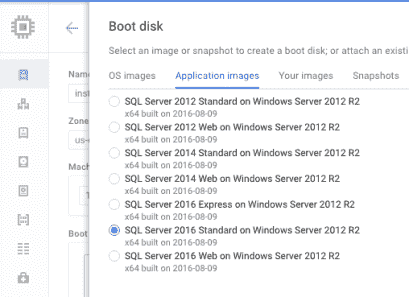 Boot disk
Select an image or snapshot to create a boot disk; or attach an existi
OS images Application images Your images Snapshots
Nam
inst
Zone
us-
Mach
Boot
SQL Server 2012 Standard on Windows Server 2012 R2
x64 built on 2016-08-09
SQL Server 2012 Web on Windows Server 2012 R2
x64 built on 2016-08-09
SQL Server 2014 Standard on Windows Server 2012 R2
x64 built on 2016-08-09
SQL Server 2014 Web on Windows Server 2012 R2
x64 built on 2016-08-09
SQL Server 2016 Express on Windows Server 2012 R2
x64 built on 2016-08-09
SQL Server 2016 Standard on Windows Server 2012 R2
x64 built on 2016-08-09
SQL Server 2016 Web on Windows Server 2012 R2
x64 built on 2016-08-09